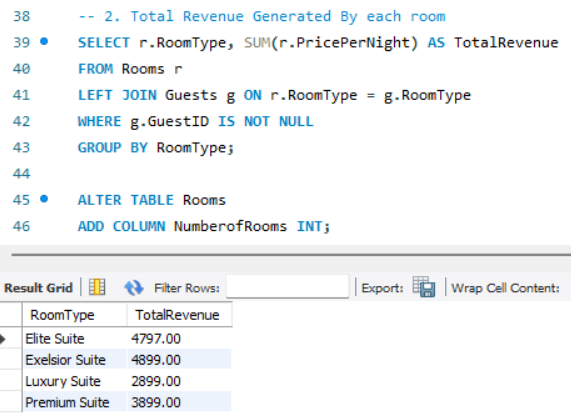 38 -- 2. Total Revenue Generated By each room
39 SELECT r.RoomType, SUM(r.PricePerNight) AS TotalRevenue
40 FROM Rooms r
41 LEFT JOIN Guests g ON r.RoomType = g.RoomType
42 WHERE g.GuestID IS NOT NULL
43 GROUP BY RoomType;
44
45 ALTER TABLE Rooms
46 ADD COLUMN NumberofRooms INT;
Result Grid Filter Rows: Export: Wrap Cell Content:
RoomType TotalRevenue
Elite Suite 4797.00
Exelsior Suite 4899.00
Luxury Suite 2899.00
Premium Suite 3899.00